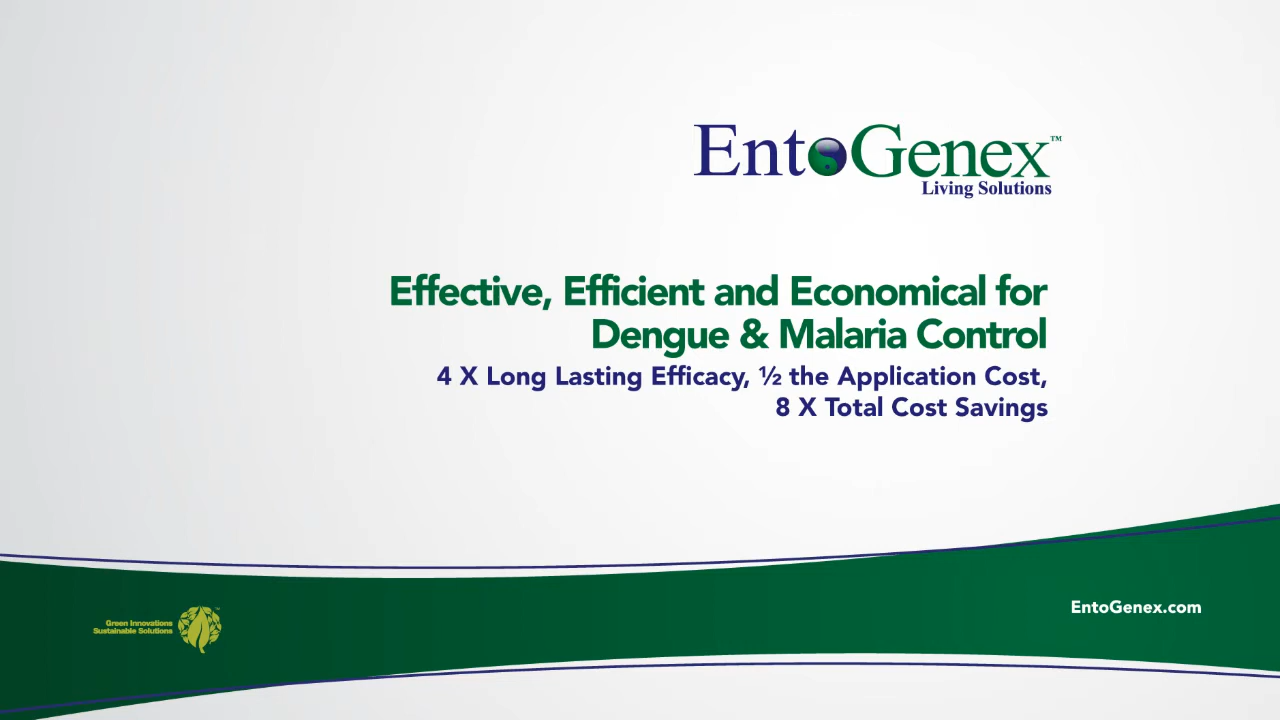 EntoGenex™
Living Solutions
Effective, Efficient and Economical for
Dengue & Malaria Control
4 X Long Lasting Efficacy, ½ the Application Cost,
8 X Total Cost Savings
Green Innovations
Sustainable Solutions
™
EntoGenex.com